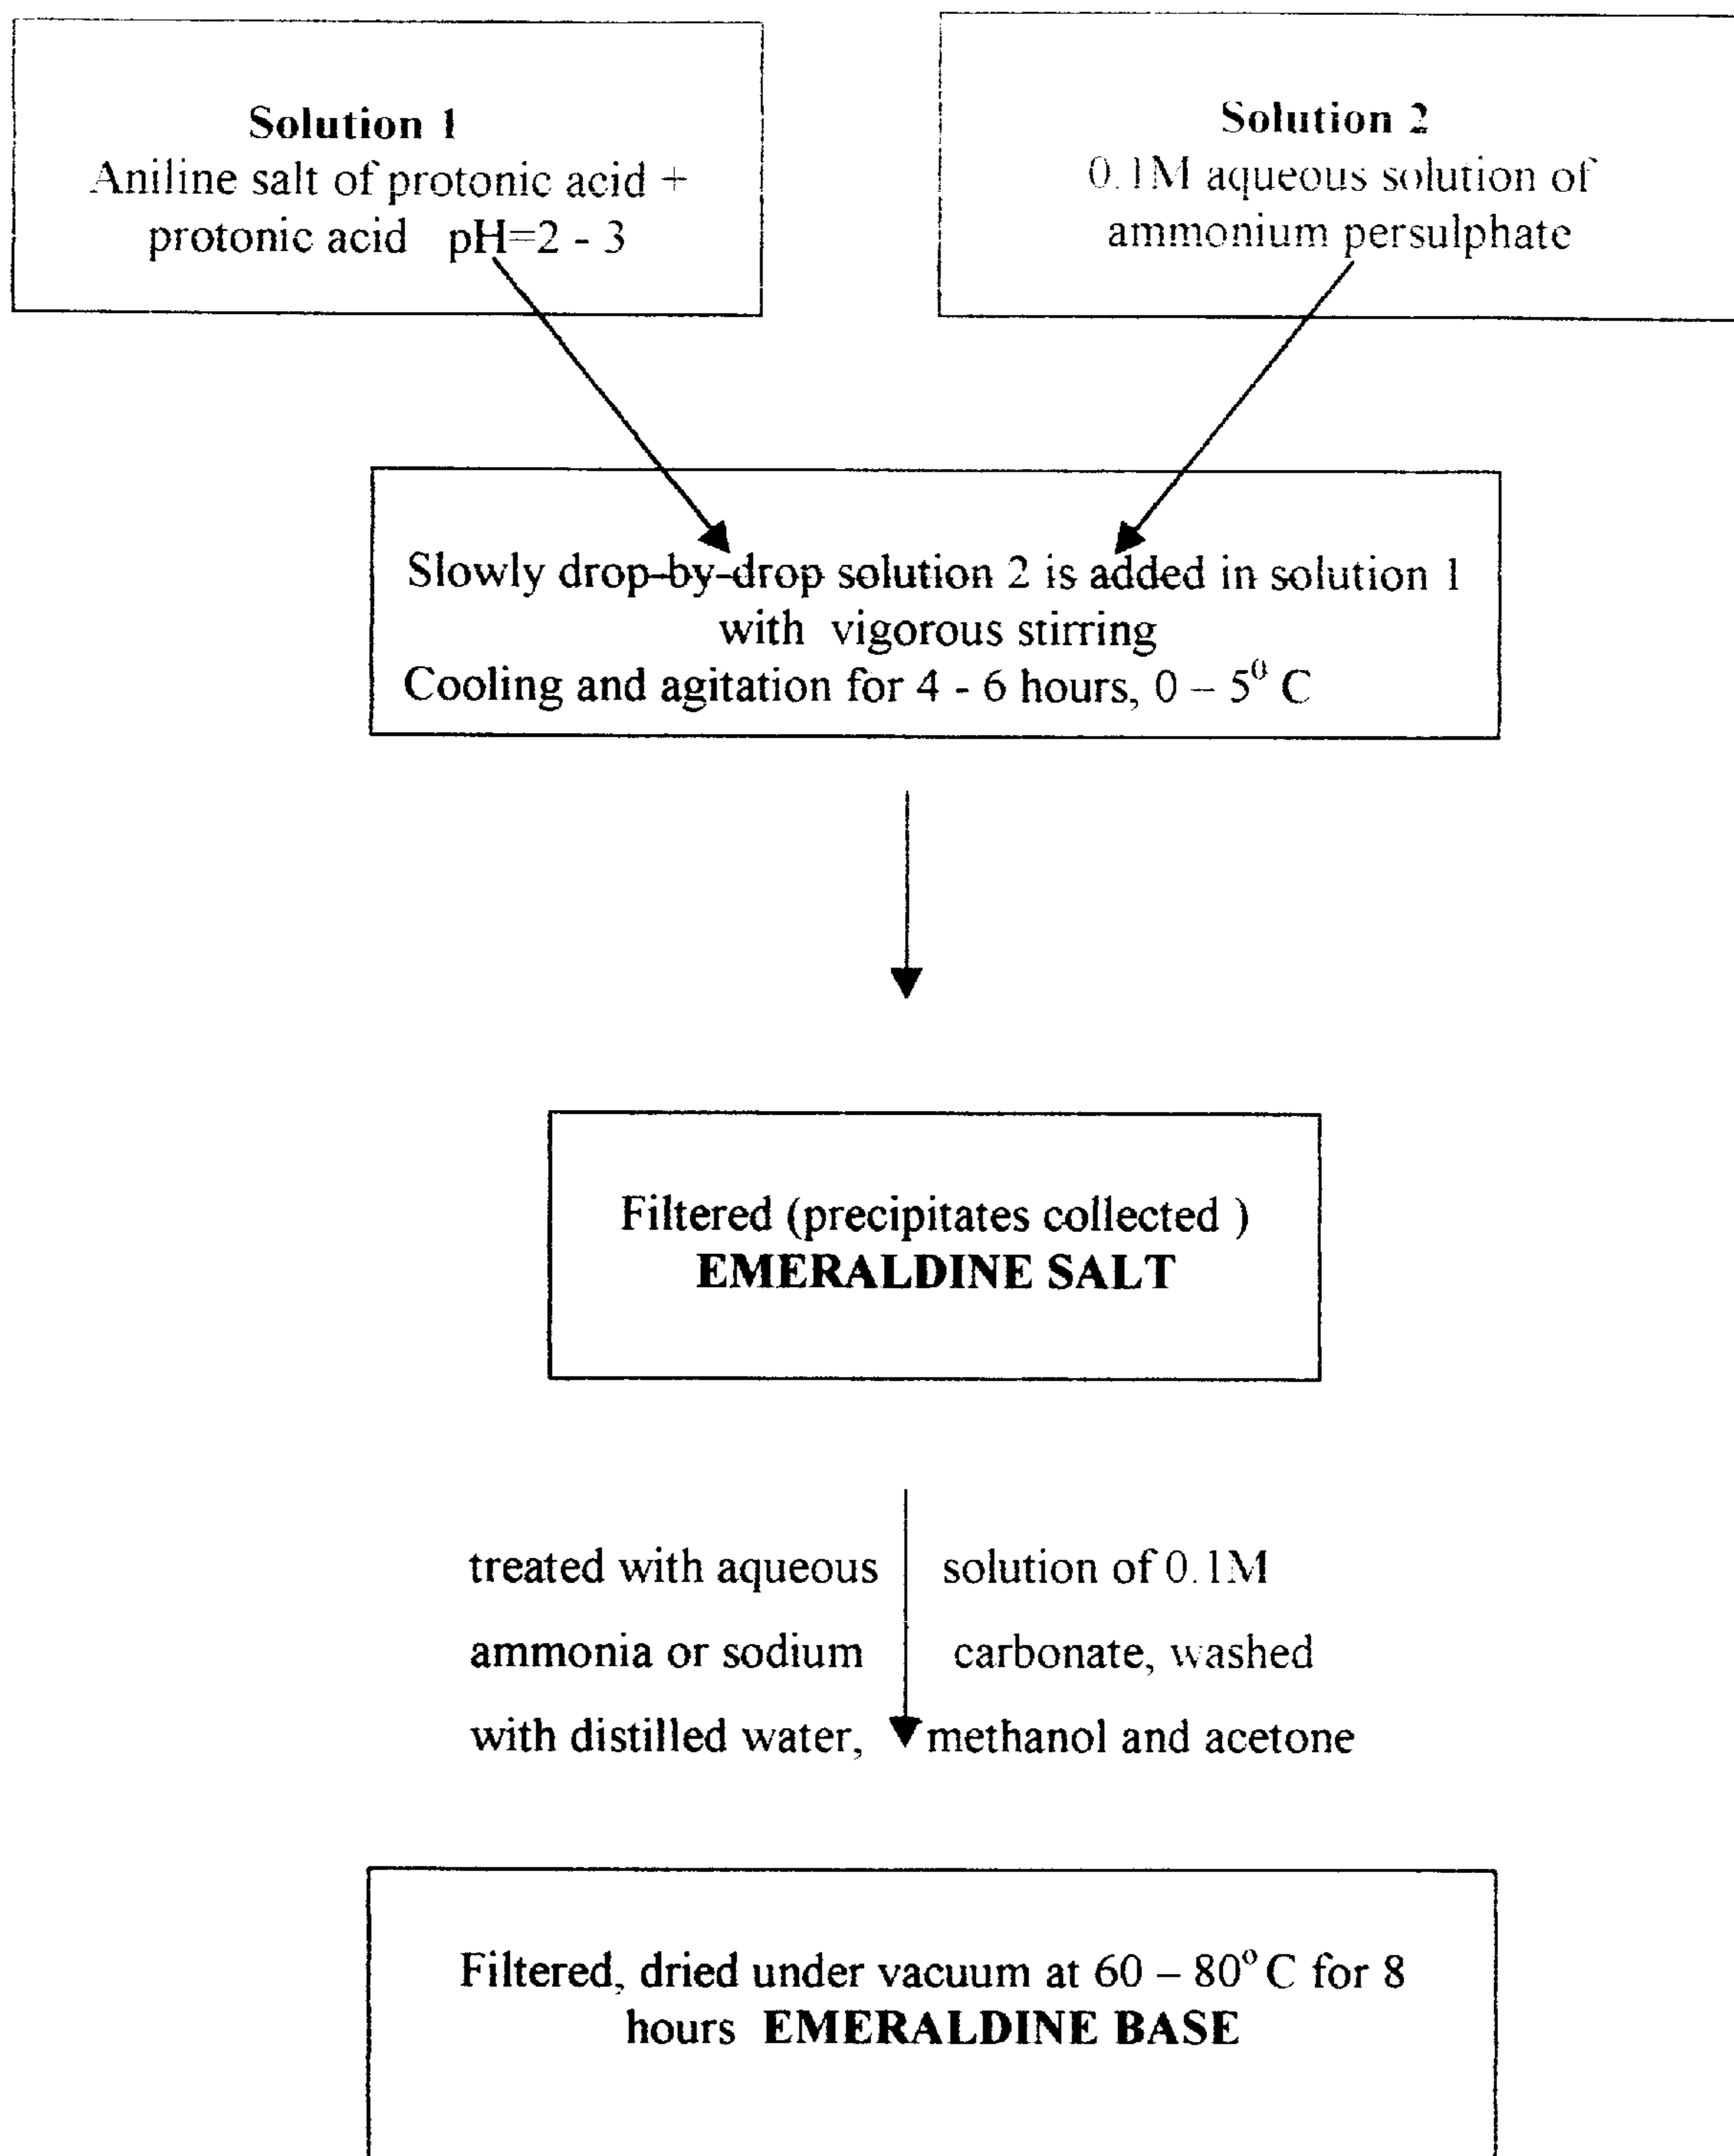 Solution 1
Aniline salt of protonic acid +
protonic acid pH=2 - 3
Solution 2
0.1M aqueous solution of
ammonium persulphate
Slowly drop-by-drop solution 2 is added in solution 1
with vigorous stirring
Cooling and agitation for 4 - 6 hours, 0 – 5⁰ C
Filtered (precipitates collected )
EMERALDINE SALT
treated with aqueous solution of 0.1M
ammonia or sodium carbonate, washed
with distilled water, methanol and acetone
Filtered, dried under vacuum at 60 – 80⁰ C for 8
hours EMERALDINE BASE